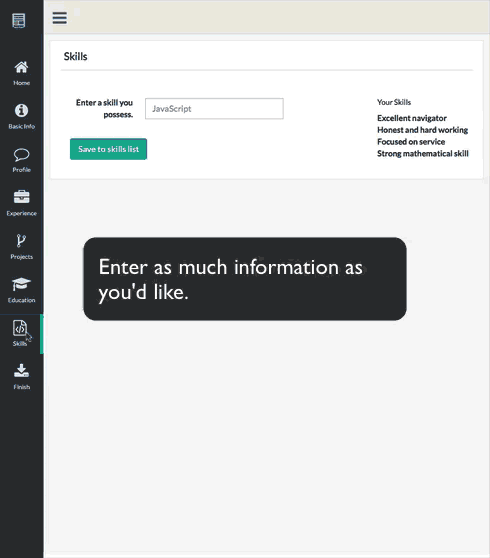 Skills
Home
Basic Info
Profile
Experience
Projects
Education
Skills
Finish
Enter a skill you
possess.
JavaScript
Save to skills list
Your Skills
Excellent navigator
Honest and hard working
Focused on service
Strong mathematical skill
Enter as much information as
you'd like.